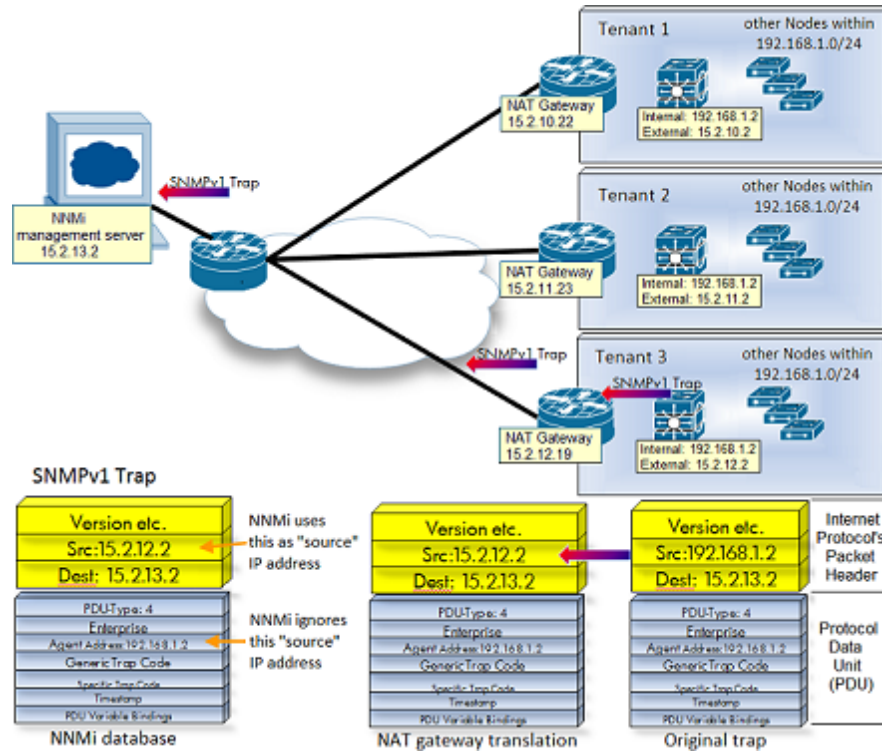 Tenant 1
other Nodes within
192.168.1.0/24
NAT Gateway
15.2.10.22
Internal: 192.168.1.2
External: 15.2.10.2
SNMPv1 Trap
NNMi
management server
15.2.13.2
Tenant 2
other Nodes within
192.168.1.0/24
NAT Gateway
15.2.11.23
Internal: 192.168.1.2
External: 15.2.11.2
SNMPv1 Trap
Tenant 3
other Nodes within
192.168.1.0/24
SNMPv1 Trap
NAT Gateway
15.2.12.19
Internal: 192.168.1.2
External: 15.2.12.2
SNMPv1 Trap
Version etc.
Src:15.2.12.2
Dest: 15.2.13.2
NNMi uses
this as "source"
IP address
PDU-Type: 4
Enterprise
Agent Address:192.168.1.2
Generic Trap Code
Specific Trap Code
Timestamp
PDU Variable Bindings
NNMi ignores
this "source"
IP address
NNMi database
Version etc.
Src:15.2.12.2
Dest: 15.2.13.2
PDU-Type: 4
Enterprise
Agent Address:192.168.1.2
Generic Trap Code
Specific Trap Code
Timestamp
PDU Variable Bindings
NAT gateway translation
Version etc.
Src:192.168.1.2
Dest: 15.2.13.2
PDU-Type: 4
Enterprise
Agent Address:192.168.1.2
Generic Trap Code
Specific Trap Code
Timestamp
PDU Variable Bindings
Original trap
Internet
Protocol's
Packet
Header
Protocol
Data
Unit
(PDU)